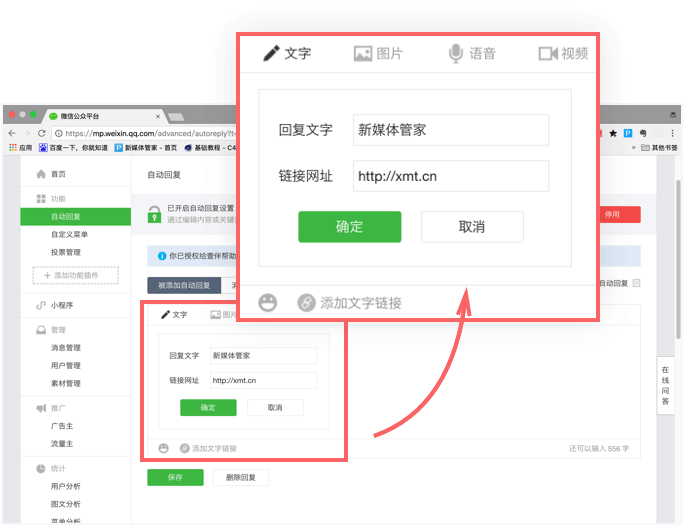 文字 图片 语音 视频
回复文字 新媒体管家
链接网址 http://xmt.cn
确定 取消
添加文字链接
微信公众平台
https://mp.weixin.qq.com/advanced/autoreply?t
应用 百度一下，你就知道 新媒体管家 - 首页 基础教程 - C4 » 其他书签
首页
功能
自动回复
自定义菜单
投票管理
+ 添加功能插件
小程序
管理
消息管理
用户管理
素材管理
推广
广告主
流量主
统计
用户分析
图文分析
菜单分析
自动回复
已开启自动回复设置
通过编辑内容或关键
停用
你已授权给壹伴帮助
被添加自动回复
自动回复
文字 图片
回复文字 新媒体管家
链接网址 http://xmt.cn
确定 取消
添加文字链接
还可以输入 556 字
保存 删除回复
在线问答